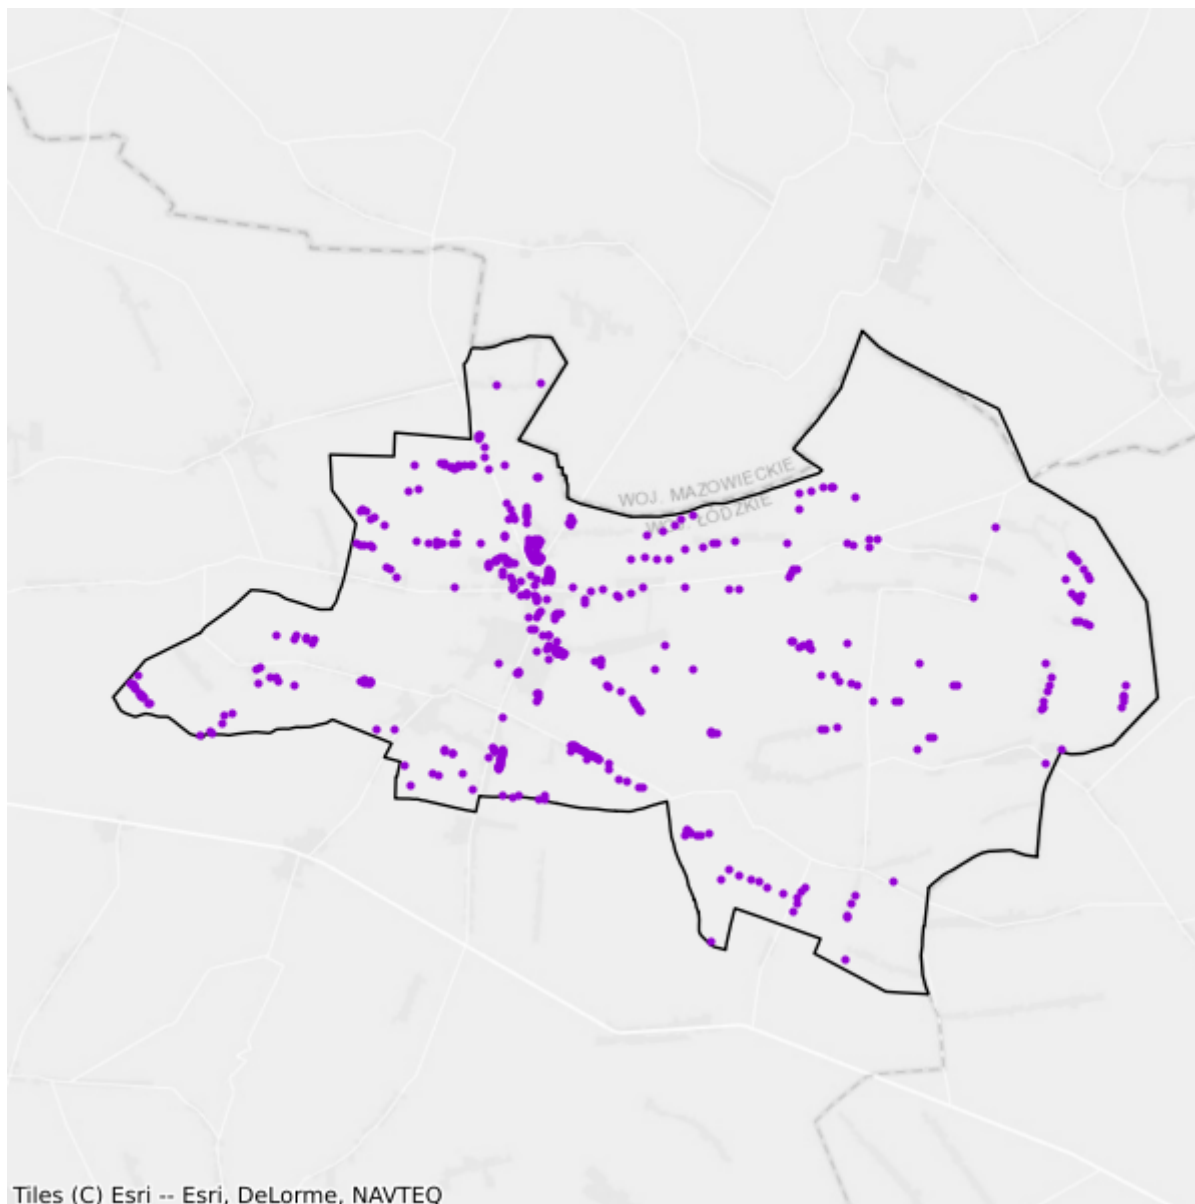 WOJ. MAZOWIECKIE
WOJ. ŁÓDZKIE
Tiles (C) Esri -- Esri, DeLorme, NAVTEQ